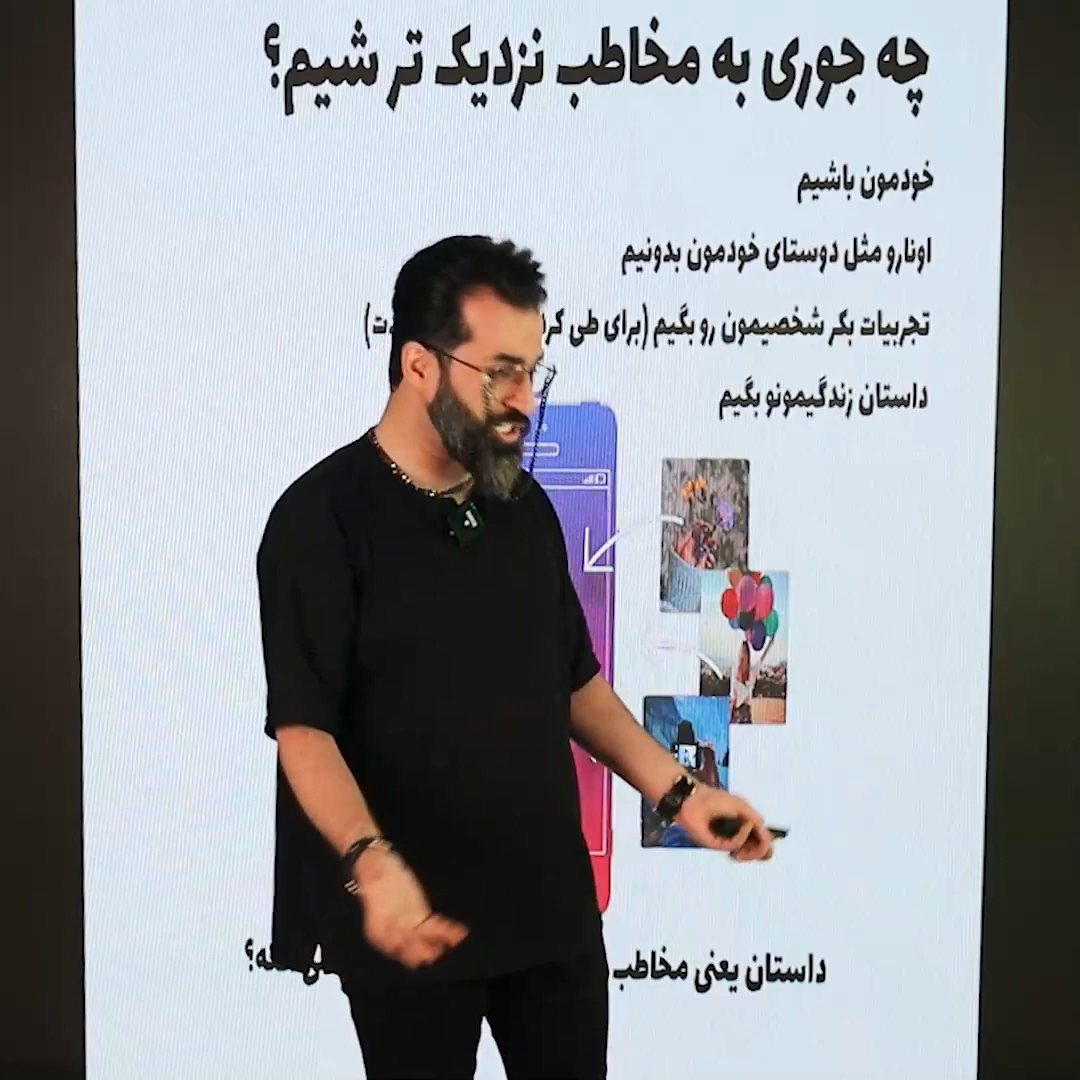 چه جوری به مخاطب نزدیک تر شیم؟
خودمون باشیم
اونارو مثل دوستای خودمون بدونیم
تجربیات بکر شخصیمون رو بگیم (برای طی
داستان زندگیمونو بگیم
داستان یعنی مخاطب